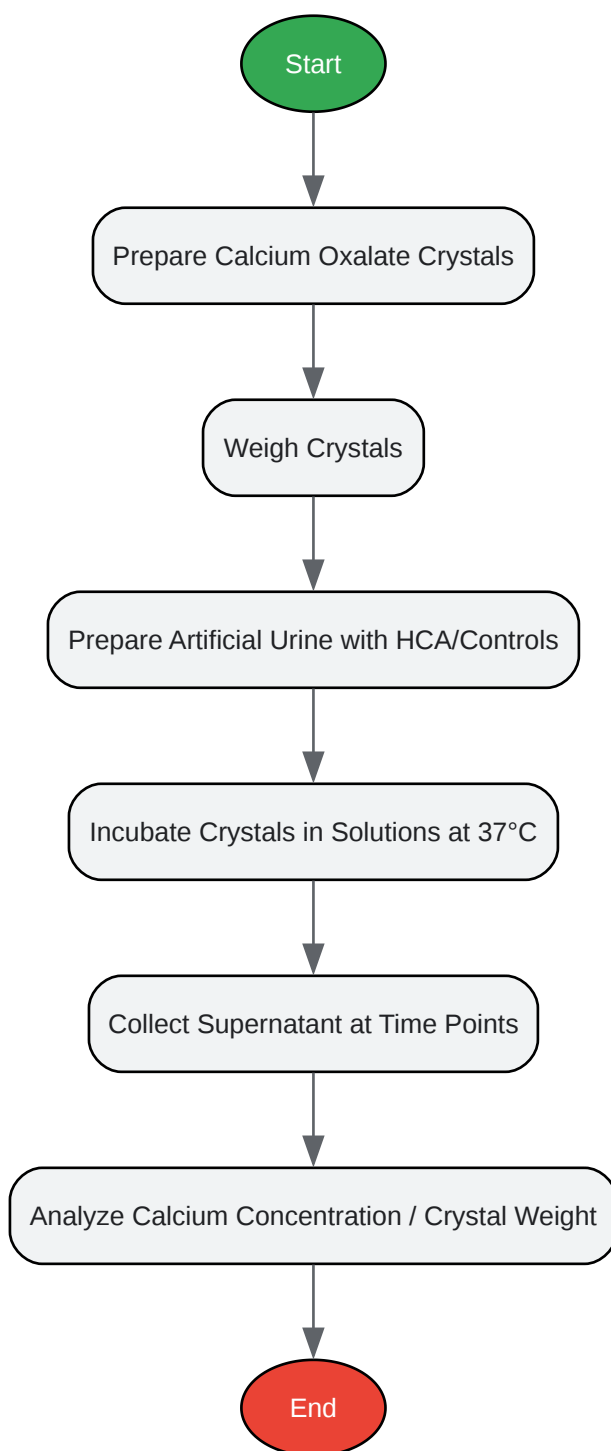 Start
Prepare Calcium Oxalate Crystals
Weigh Crystals
Prepare Artificial Urine with HCA/Controls
Incubate Crystals in Solutions at 37°C
Collect Supernatant at Time Points
Analyze Calcium Concentration / Crystal Weight
End